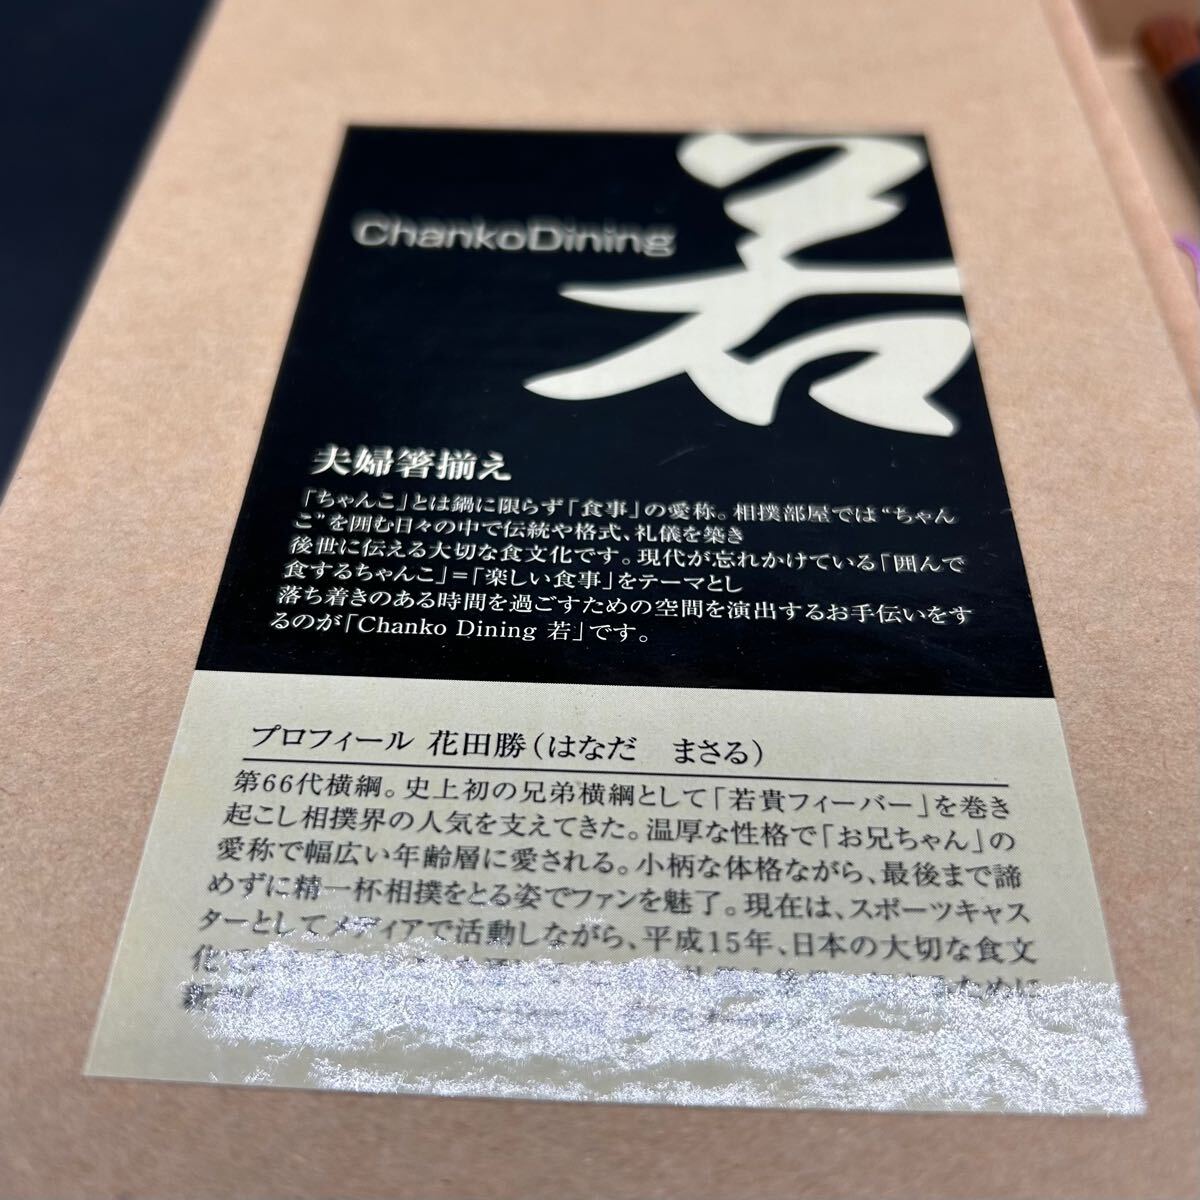 若
ChankoDining
夫婦箸揃え
「ちゃんこ」とは鍋に限らず「食事」の愛称。相撲部屋では“ちゃん
こ”を囲む日々の中で伝統や格式、礼儀を築き
後世に伝える大切な食文化です。現代が忘れかけている「囲んで
食するちゃんこ」＝「楽しい食事」をテーマとし
落ち着きのある時間を過ごすための空間を演出するお手伝いをす
るのが「Chanko Dining 若」です。
プロフィール 花田勝（はなだ　まさる）
第66代横綱。史上初の兄弟横綱として「若貴フィーバー」を巻き
起こし相撲界の人気を支えてきた。温厚な性格で「お兄ちゃん」の
愛称で幅広い年齢層に愛される。小柄な体格ながら、最後まで諦
めずに精一杯相撲をとる姿でファンを魅了。現在は、スポーツキャス
ターとしてメディアで活動しながら、平成15年、日本の大切な食文
ために